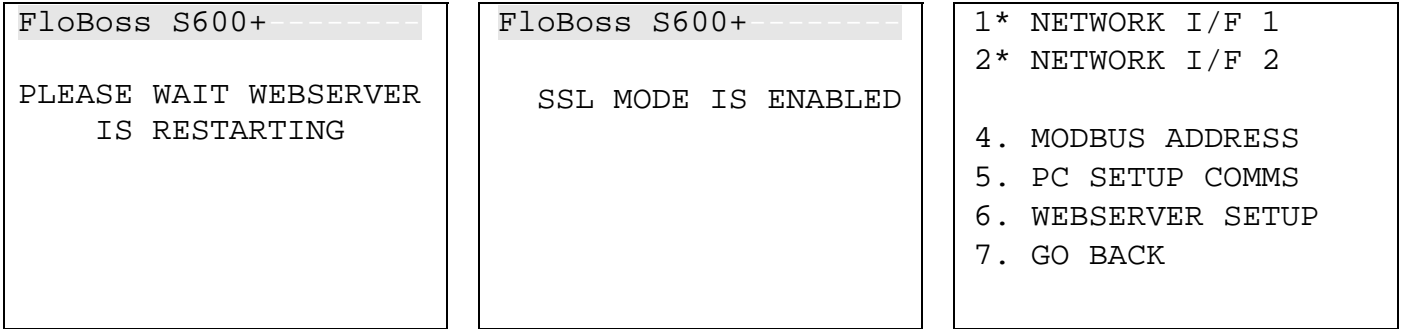 FloBoss S600+--------
PLEASE WAIT WEBSERVER
IS RESTARTING
FloBoss S600+--------
SSL MODE IS ENABLED
1* NETWORK I/F 1
2* NETWORK I/F 2
4. MODBUS ADDRESS
5. PC SETUP COMMS
6. WEBSERVER SETUP
7. GO BACK